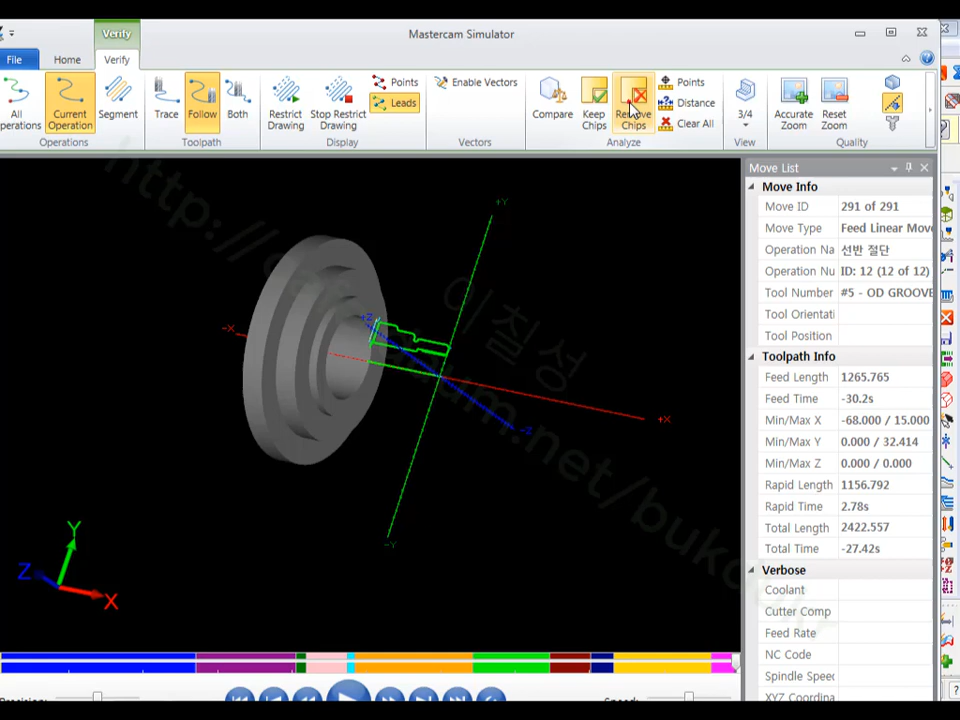 Verify
Mastercam Simulator
File
Home
Verify
All Operations
Current Operation
Segment
Operations
Trace
Follow
Both
Toolpath
Restrict Drawing
Stop Restrict Drawing
Points
Leads
Display
Enable Vectors
Vectors
Compare
Keep Chips
Remove Chips
Points
Distance
Clear All
Analyze
3/4
View
Accurate Zoom
Reset Zoom
Quality
Move List
Move Info
Move ID 291 of 291
Move Type Feed Linear Mov
Operation Na 선반 절단
Operation Nu ID: 12 (12 of 12)
Tool Number #5 - OD GROOVE
Tool Orientati
Tool Position
Toolpath Info
Feed Length 1265.765
Feed Time -30.2s
Min/Max X -68.000 / 15.000
Min/Max Y 0.000 / 32.414
Min/Max Z 0.000 / 0.000
Rapid Length 1156.792
Rapid Time 2.78s
Total Length 2422.557
Total Time -27.42s
Verbose
Coolant
Cutter Comp
Feed Rate
NC Code
Spindle Speed
XYZ Coordina
+Y
-X
+Z
-Z
+X
-Y
Y
Z
X
이칠성
Precision:
Speed: